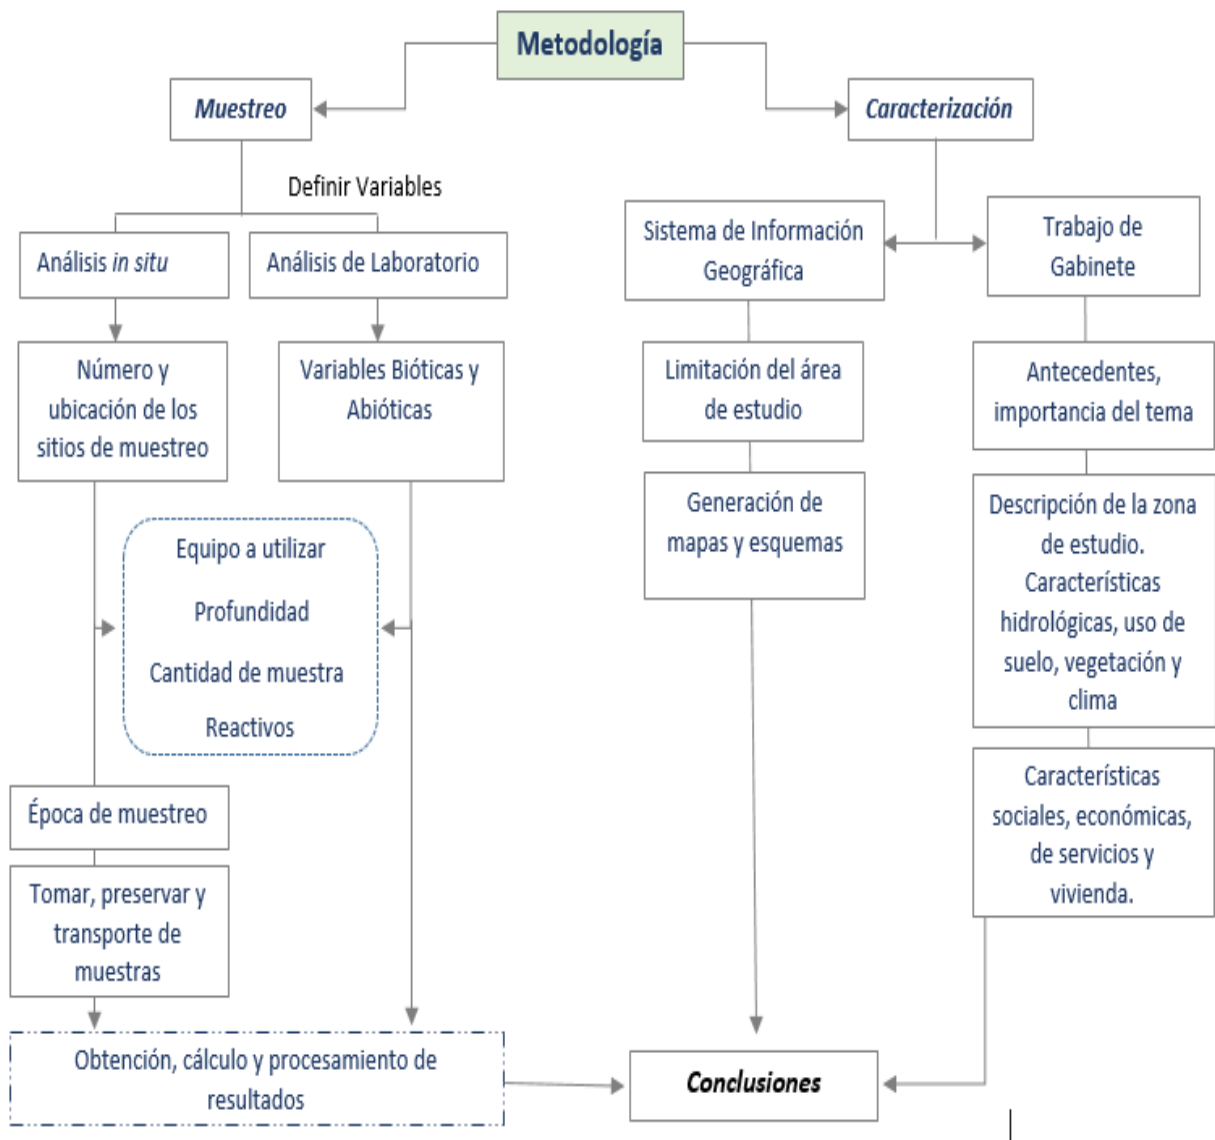 Metodología
Muestreo
Caracterización
Definir Variables
Análisis in situ
Análisis de Laboratorio
Sistema de Información
Geográfica
Trabajo de
Gabinete
Número y
ubicación de los
sitios de muestreo
Variables Bióticas y
Abióticas
Limitación del área
de estudio
Antecedentes,
importancia del tema
Generación de
mapas y esquemas
Descripción de la zona
de estudio.
Característícas
hidrológicas, uso de
suelo, vegetación y
clima
Equipo a utilizar
Profundidad
Cantidad de muestra
Reactivos
Época de muestreo
Característícas
sociales, económicas,
de servicios y
vivienda.
Tomar, preservar y
transporte de
muestras
Obtención, cálculo y procesamiento de
resultados
Conclusiones